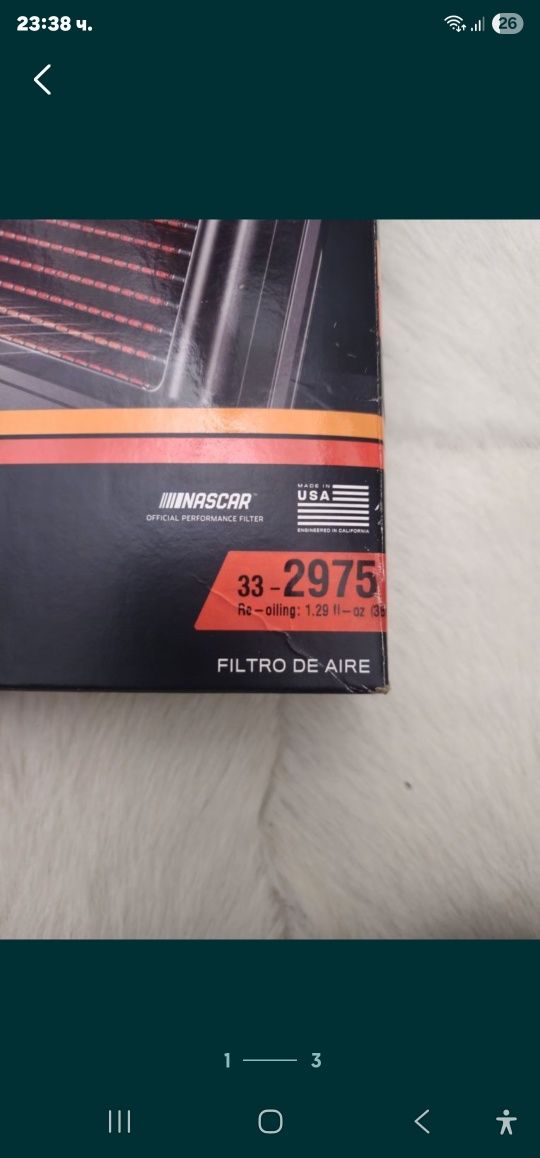 23:38 ч.
26
NASCAR
OFFICIAL PERFORMANCE FILTER
MADE IN
USA
ENGINEERED IN CALIFORNIA
33-2975
Re-oiling: 1.29 fl-oz
FILTRO DE AIRE
1
3